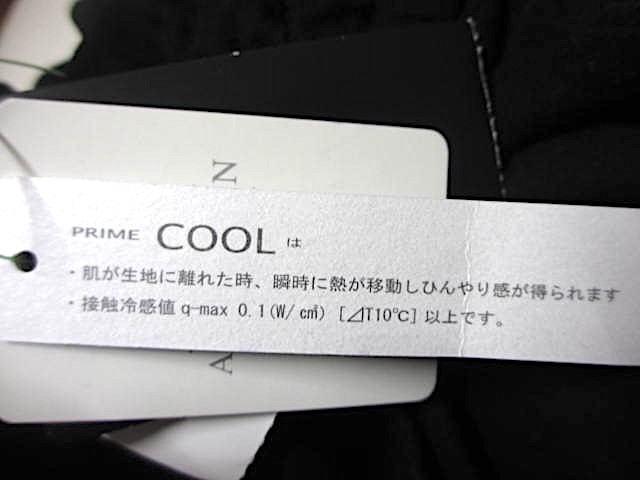 N
PRIME COOL は
・肌が生地に離れた時、瞬時に熱が移動しひんやり感が得られます
・接触冷感値 q-max 0.1(W/㎠) [⊿T10℃] 以上です。
A